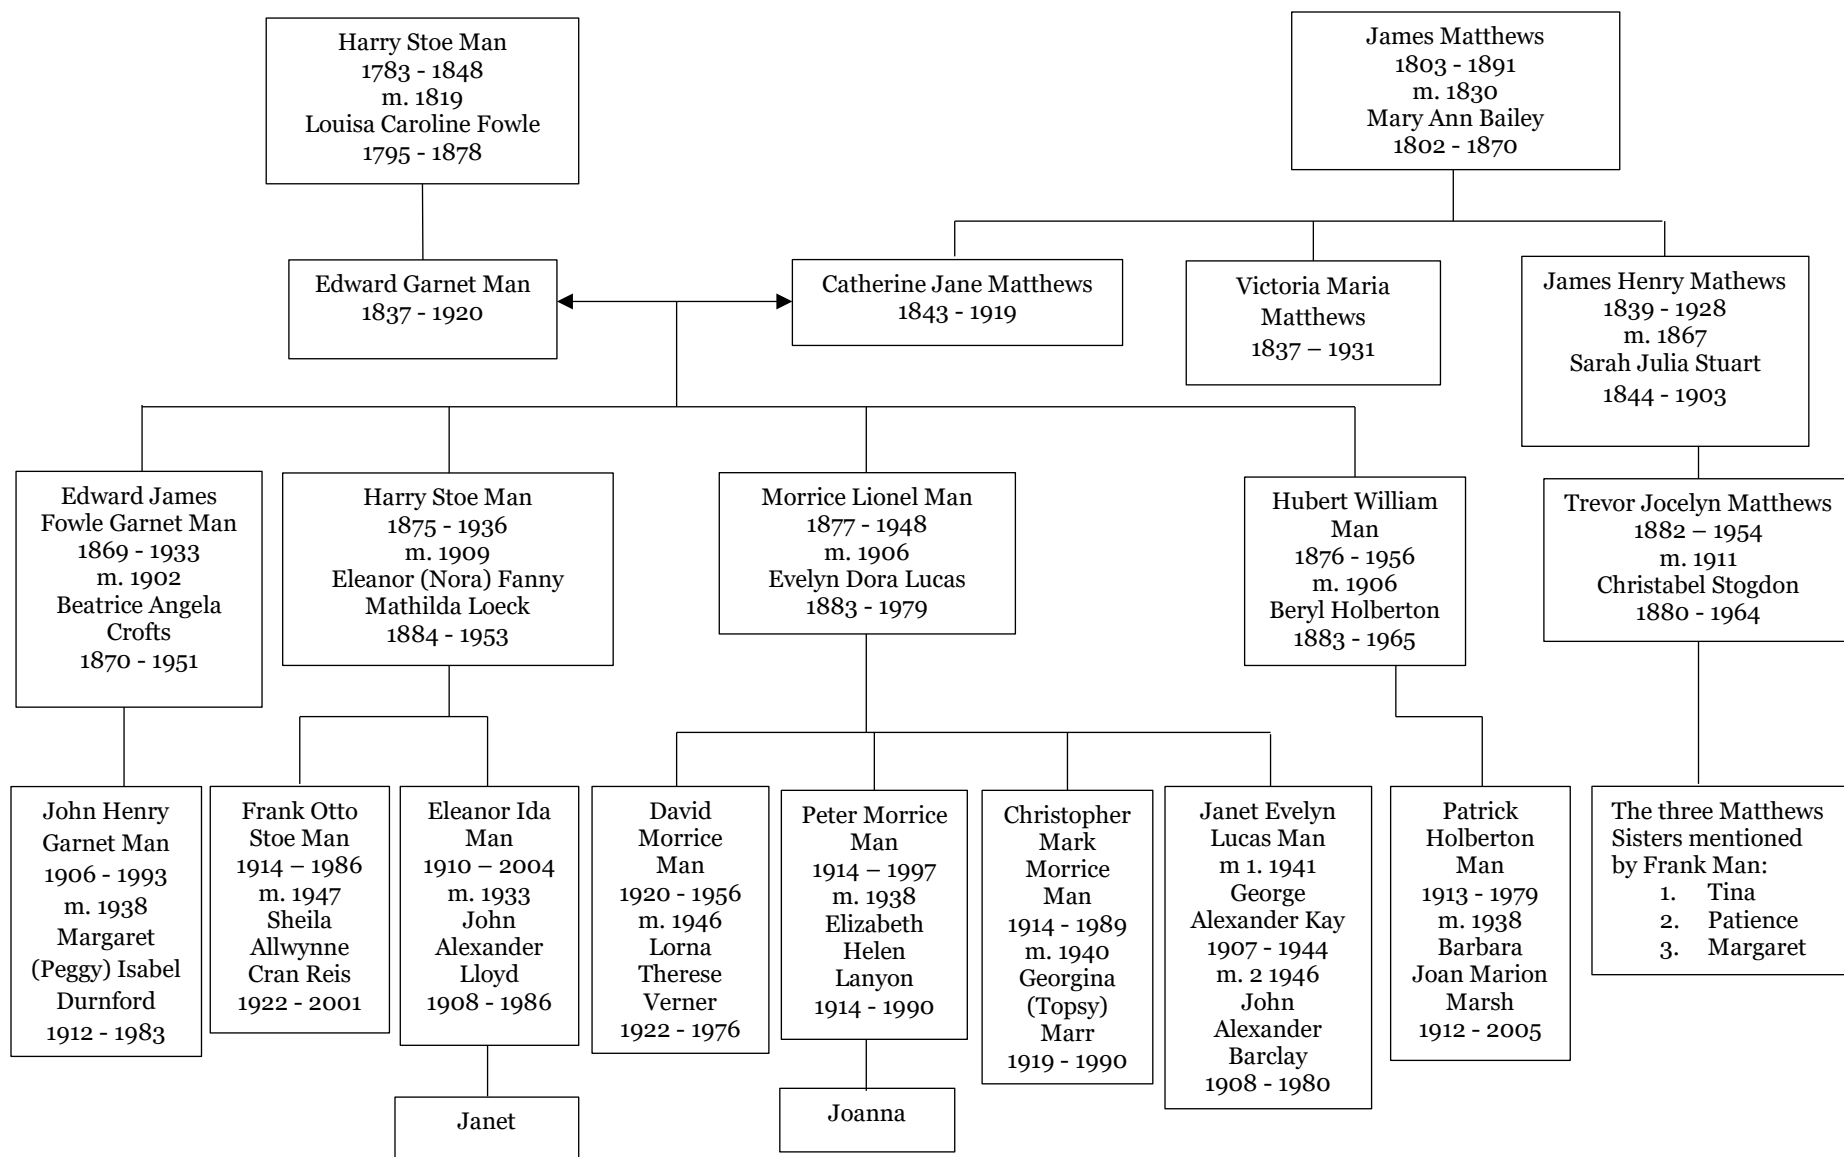 Harry Stoe Man
1783 - 1848
m. 1819
Louisa Caroline Fowle
1795 - 1878
James Matthews
1803 - 1891
m. 1830
Mary Ann Bailey
1802 - 1870
Edward Garnet Man
1837 - 1920
Catherine Jane Matthews
1843 - 1919
Victoria Maria
Matthews
1837 – 1931
James Henry Mathews
1839 - 1928
m. 1867
Sarah Julia Stuart
1844 - 1903
Edward James
Fowle Garnet Man
1869 - 1933
m. 1902
Beatrice Angela
Crofts
1870 - 1951
Harry Stoe Man
1875 - 1936
m. 1909
Eleanor (Nora) Fanny
Mathilda Loeck
1884 - 1953
Morrice Lionel Man
1877 - 1948
m. 1906
Evelyn Dora Lucas
1883 - 1979
Hubert William
Man
1876 - 1956
m. 1906
Beryl Holberton
1883 - 1965
Trevor Jocelyn Matthews
1882 – 1954
m. 1911
Christabel Stogdon
1880 - 1964
John Henry
Garnet Man
1906 - 1993
m. 1938
Margaret
(Peggy) Isabel
Durnford
1912 - 1983
Frank Otto
Stoe Man
1914 – 1986
m. 1947
Sheila
Allwynne
Cran Reis
1922 - 2001
Eleanor Ida
Man
1910 – 2004
m. 1933
John
Alexander
Lloyd
1908 - 1986
David
Morrice
Man
1920 - 1956
m. 1946
Lorna
Therese
Verner
1922 - 1976
Peter Morrice
Man
1914 – 1997
m. 1938
Elizabeth
Helen
Lanyon
1914 - 1990
Christopher
Mark
Morrice
Man
1914 - 1989
m. 1940
Georgina
(Topsy)
Marr
1919 - 1990
Janet Evelyn
Lucas Man
m 1. 1941
George
Alexander Kay
1907 - 1944
m. 2 1946
John
Alexander
Barclay
1908 - 1980
Patrick
Holberton
Man
1913 - 1979
m. 1938
Barbara
Joan Marion
Marsh
1912 - 2005
The three Matthews
Sisters mentioned
by Frank Man:
1. Tina
2. Patience
3. Margaret
Janet
Joanna